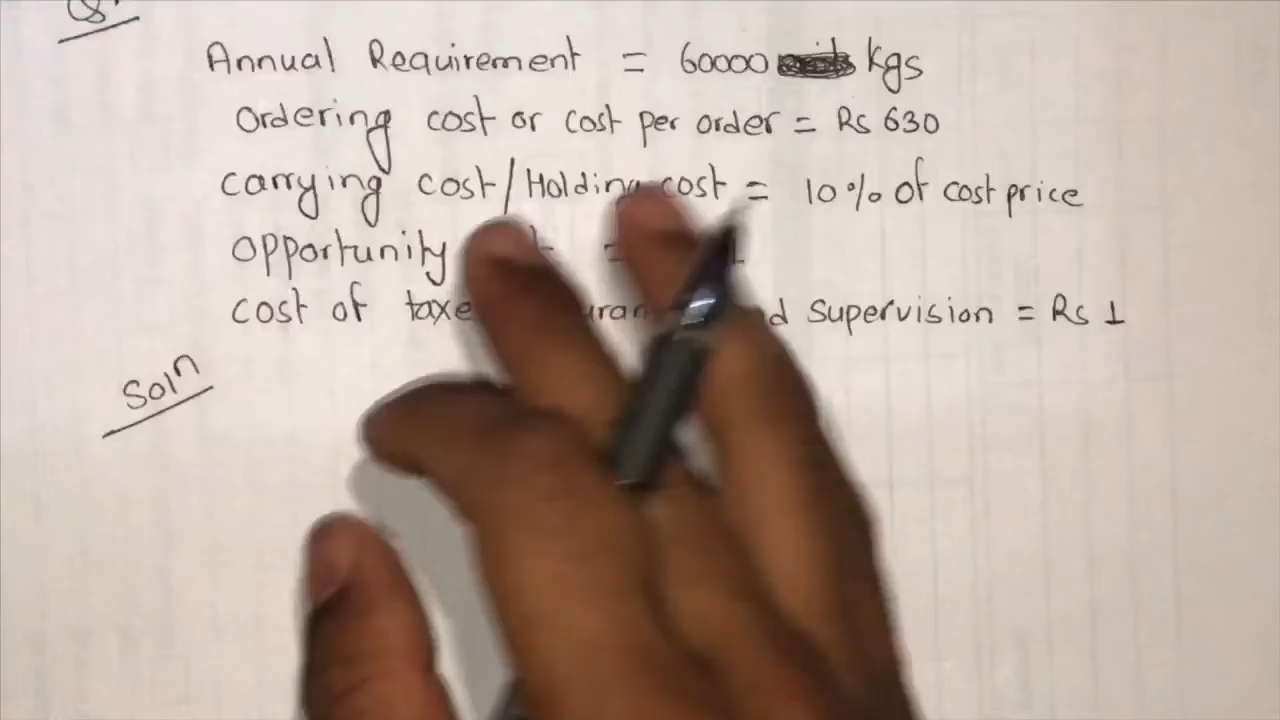 Q.
Annual Requirement = 60000 kgs
Ordering cost or cost per order = Rs 630
Carrying cost/Holding cost = 10% of cost price
Opportunity =
Cost of and Supervision = Rs 1
Soln